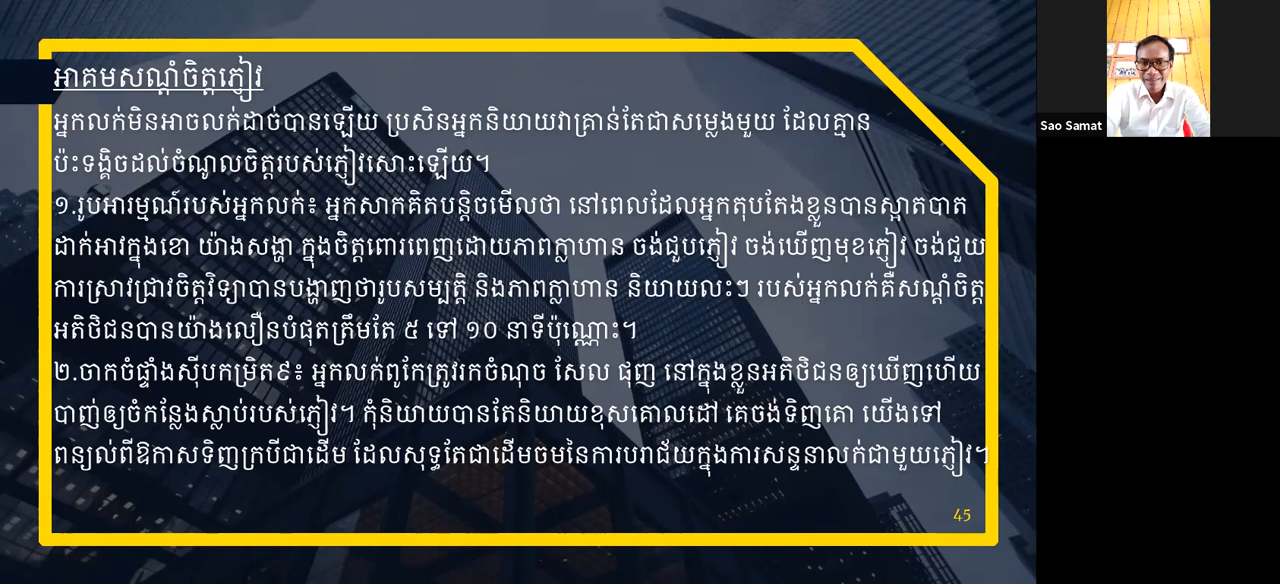 អាគមសណ្ដំចិត្តភ្ញៀវ
អ្នកលក់មិនអាចលក់ដាច់បានឡើយ ប្រសិនអ្នកនិយាយវាគ្រាន់តែជាសម្លេងមួយ ដែលគ្មាន
ប៉ះទង្គិចដល់ចំណូលចិត្តរបស់ភ្ញៀវសោះឡើយ។
១.រូបអារម្មណ៍របស់អ្នកលក់៖ អ្នកសាកគិតបន្តិចមើលថា នៅពេលដែលអ្នកតុបតែងខ្លួនបានស្អាតបាត
ដាក់អាវក្នុងខោ យ៉ាងសង្ហា ក្នុងចិត្តពោរពេញដោយភាពក្លាហាន ចង់ជួបភ្ញៀវ ចង់ឃើញមុខភ្ញៀវ ចង់ជួយ
ការស្រាវជ្រាវចិត្តវិទ្យាបានបង្ហាញថារូបសម្បត្តិ និងភាពក្លាហាន និយាយលះៗ របស់អ្នកលក់គឺសណ្ដំចិត្ត
អតិថិជនបានយ៉ាងលឿនបំផុតត្រឹមតែ ៥ ទៅ ១០ នាទីប៉ុណ្ណោះ។
២.ចាកចំផ្ទាំងស៊ីបកម្រិត៩៖ អ្នកលក់ពូកែត្រូវរកចំណុច សែល ផុញ នៅក្នុងខ្លួនអតិថិជនឲ្យឃើញហើយ
បាញ់ឲ្យចំកន្លែងស្លាប់របស់ភ្ញៀវ។ កុំនិយាយបានតែនិយាយខុសគោលដៅ គេចង់ទិញគោ យើងទៅ
ពន្យល់ពីឱកាសទិញក្របីជាដើម ដែលសុទ្ធតែជាដើមចមនៃការបរាជ័យក្នុងការសន្ទនាលក់ជាមួយភ្ញៀវ។
45
Sao Samat